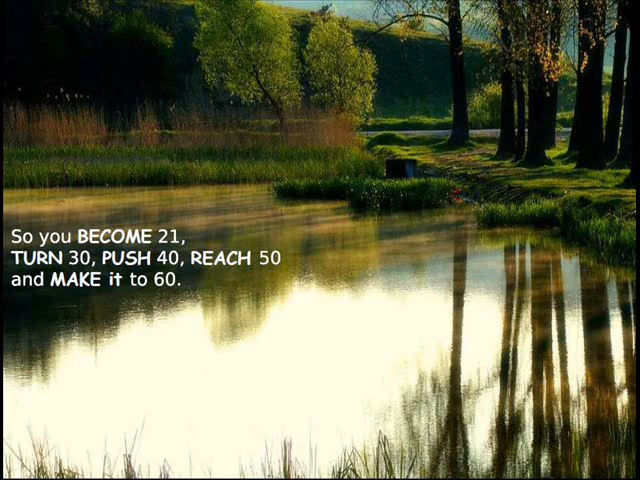 So you BECOME 21,
TURN 30, PUSH 40, REACH 50
and MAKE it to 60.